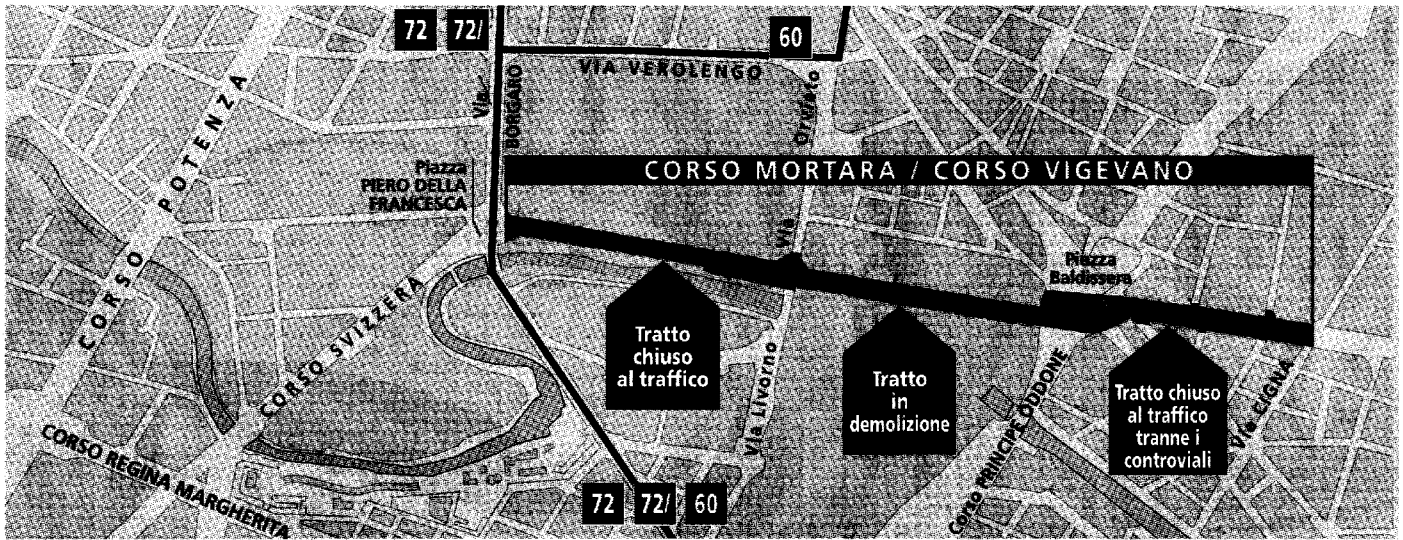 72 72/
60
VIA VEROLENGO
Via
BORGARO
Orvieto
CORSO POTENZA
Piazza
PIERO DELLA
FRANCESCA
CORSO MORTARA / CORSO VIGEVANO
Via
Piazza
Baldissera
CORSO SVIZZERA
Tratto
chiuso
al traffico
Via Livorno
Tratto
in
demolizione
Corso PRINCIPE ODDONE
Tratto chiuso
al traffico
tranne i
controviali
Via CIGNA
CORSO REGINA MARGHERITA
72 72/ 60